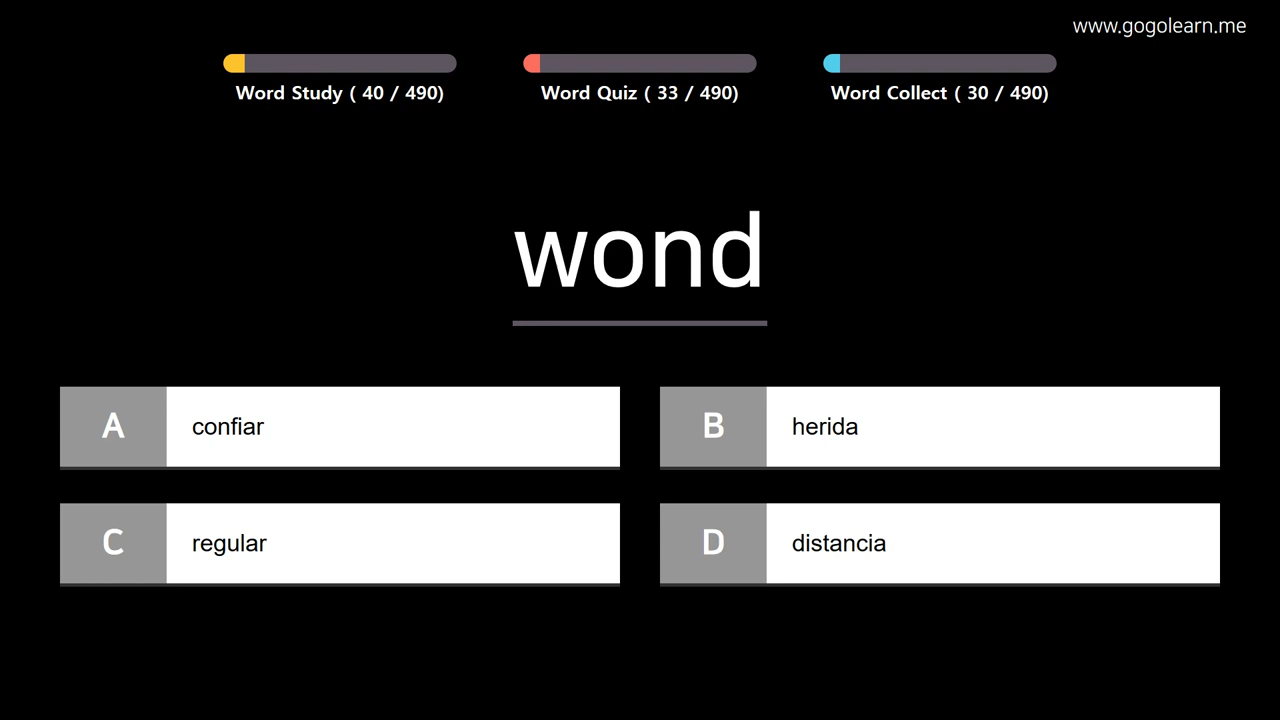 www.gogolearn.me
Word Study ( 40 / 490)
Word Quiz ( 33 / 490)
Word Collect ( 30 / 490)
wond
A confiar
B herida
C regular
D distancia